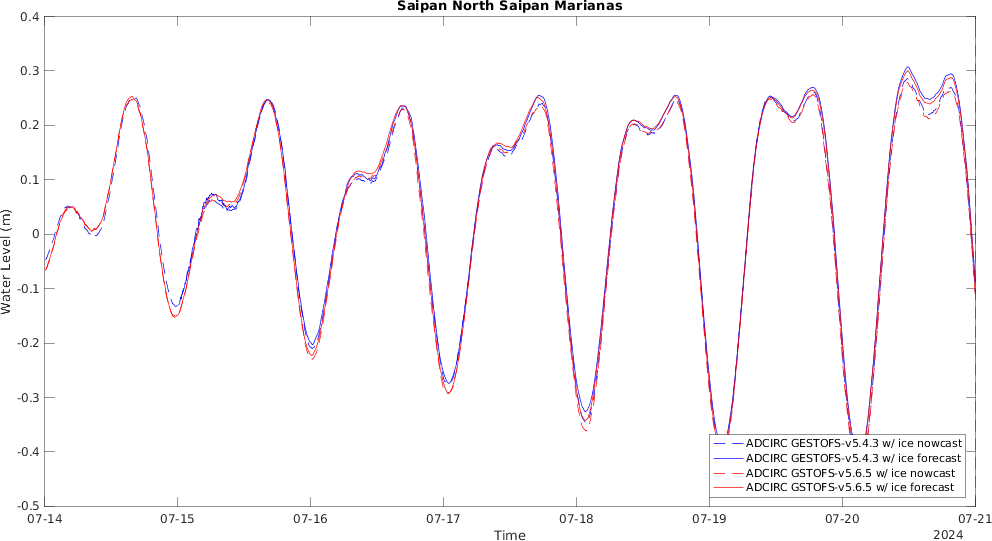 Saipan North Saipan Marianas
0.4
0.3
0.2
0.1
0
-0.1
-0.2
-0.3
-0.4
-0.5
Water Level (m)
ADCIRC GESTOFS-v5.4.3 w/ ice nowcast
ADCIRC GESTOFS-v5.4.3 w/ ice forecast
ADCIRC GSTOFS-v5.6.5 w/ ice nowcast
ADCIRC GSTOFS-v5.6.5 w/ ice forecast
07-14 07-15 07-16 07-17 07-18 07-19 07-20 07-21
Time
2024